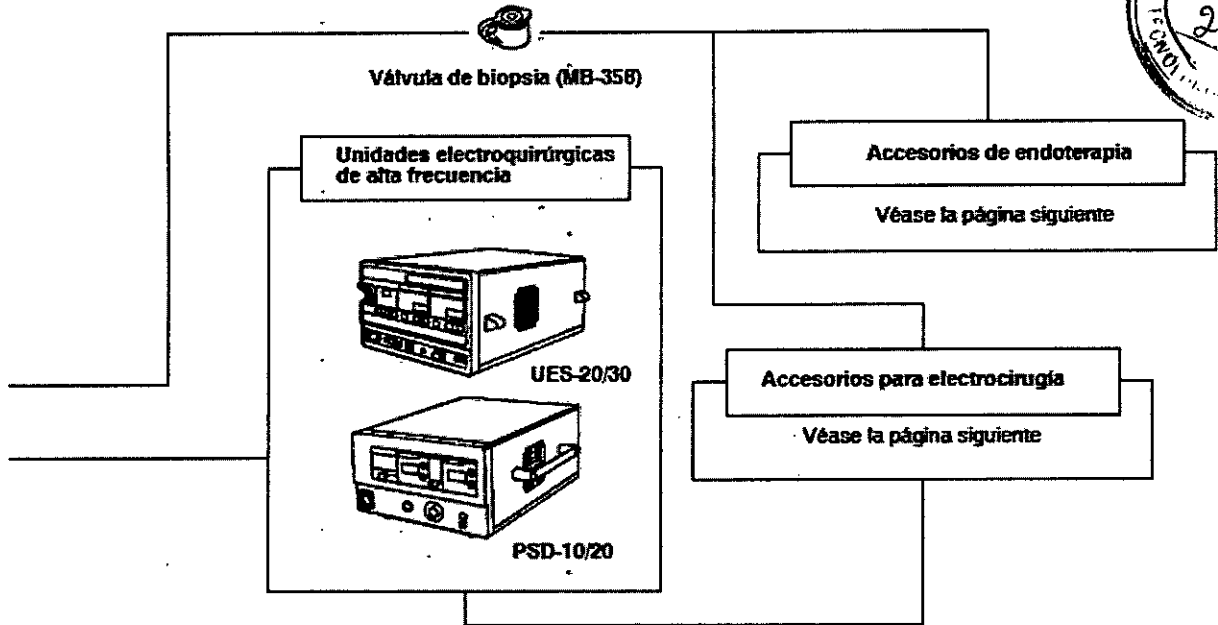 Válvula de biopsia (MB-358)
Unidades electroquirúrgicas
de alta frecuencia
Accesorios de endoterapia
Véase la página siguiente
UES-20/30
Accesorios para electrocirugía
Véase la página siguiente
PSD-10/20